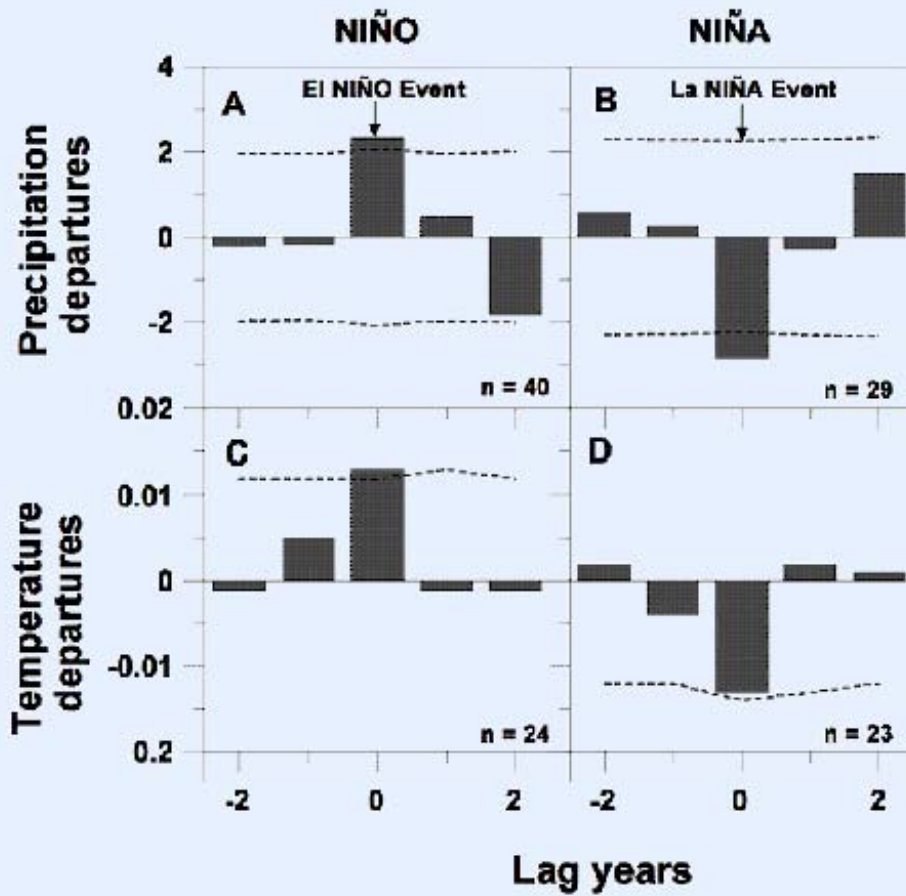 NIÑO
NIÑA
Precipitation
departures
4
2
0
-2
A
El NIÑO Event
n = 40
B
La NIÑA Event
n = 29
Temperature
departures
0.02
0.01
0
-0.01
0.2
C
n = 24
D
n = 23
-2
0
2
-2
0
2
Lag years